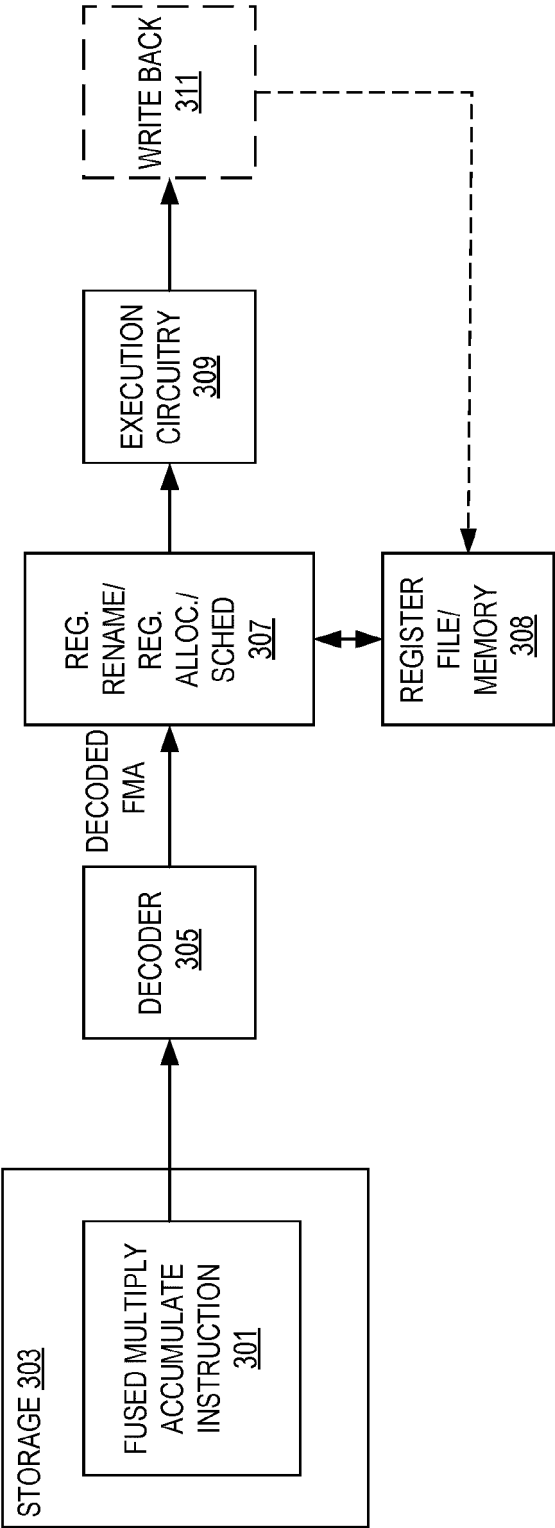 STORAGE 303
FUSED MULTIPLY
ACCUMULATE
INSTRUCTION
301
DECODER
305
DECODED
FMA
REG.
RENAME/
REG.
ALLOC./
SCHED
307
REGISTER
FILE/
MEMORY
308
EXECUTION
CIRCUITRY
309
WRITE BACK
311